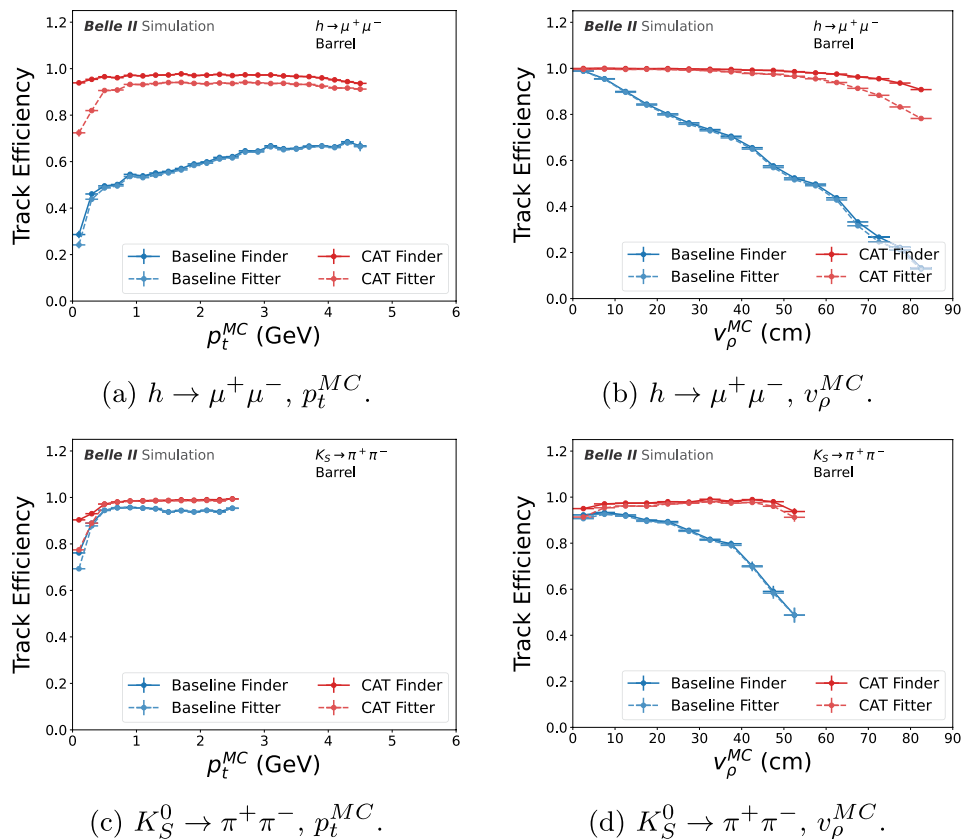 Belle II Simulation
h → μ⁺μ⁻
Barrel
1.2
1.0
0.8
0.6
0.4
0.2
0.0
Track Efficiency
Baseline Finder
Baseline Fitter
CAT Finder
CAT Fitter
0 1 2 3 4 5 6
p_t^{MC} (GeV)
(a) h → μ⁺μ⁻, p_t^{MC}.
Belle II Simulation
h → μ⁺μ⁻
Barrel
1.2
1.0
0.8
0.6
0.4
0.2
0.0
Track Efficiency
Baseline Finder
Baseline Fitter
CAT Finder
CAT Fitter
0 10 20 30 40 50 60 70 80 90
v_ρ^{MC} (cm)
(b) h → μ⁺μ⁻, v_ρ^{MC}.
Belle II Simulation
K_S → π⁺π⁻
Barrel
1.2
1.0
0.8
0.6
0.4
0.2
0.0
Track Efficiency
Baseline Finder
Baseline Fitter
CAT Finder
CAT Fitter
0 1 2 3 4 5 6
p_t^{MC} (GeV)
(c) K_S^0 → π⁺π⁻, p_t^{MC}.
Belle II Simulation
K_S → π⁺π⁻
Barrel
1.2
1.0
0.8
0.6
0.4
0.2
0.0
Track Efficiency
Baseline Finder
Baseline Fitter
CAT Finder
CAT Fitter
0 10 20 30 40 50 60 70 80 90
v_ρ^{MC} (cm)
(d) K_S^0 → π⁺π⁻, v_ρ^{MC}.